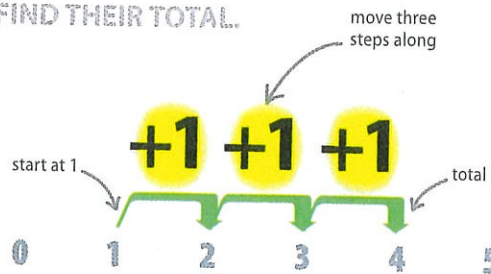 FIND THEIR TOTAL.
move three
steps along
+1 +1 +1
start at 1
total
0 1 2 3 4 5